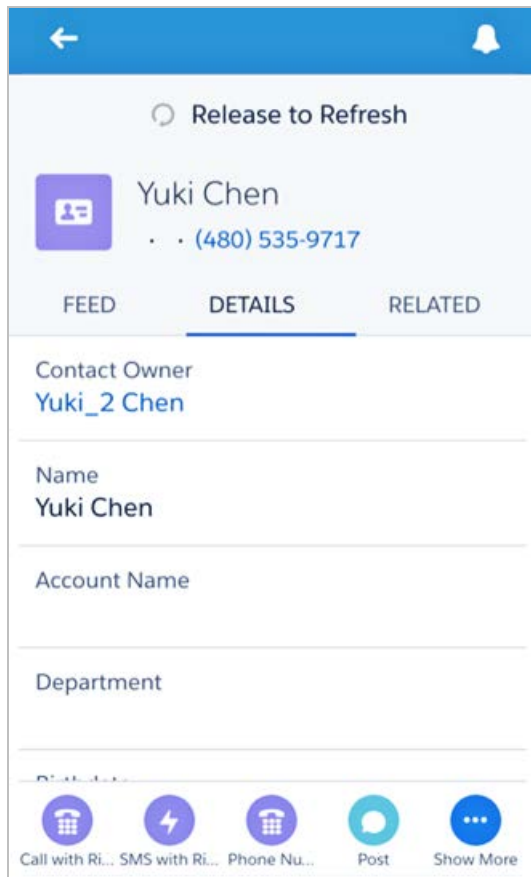 Release to Refresh
Yuki Chen
· · (480) 535-9717
FEED DETAILS RELATED
Contact Owner
Yuki_2 Chen
Name
Yuki Chen
Account Name
Department
Call with Ri... SMS with Ri... Phone Nu... Post Show More